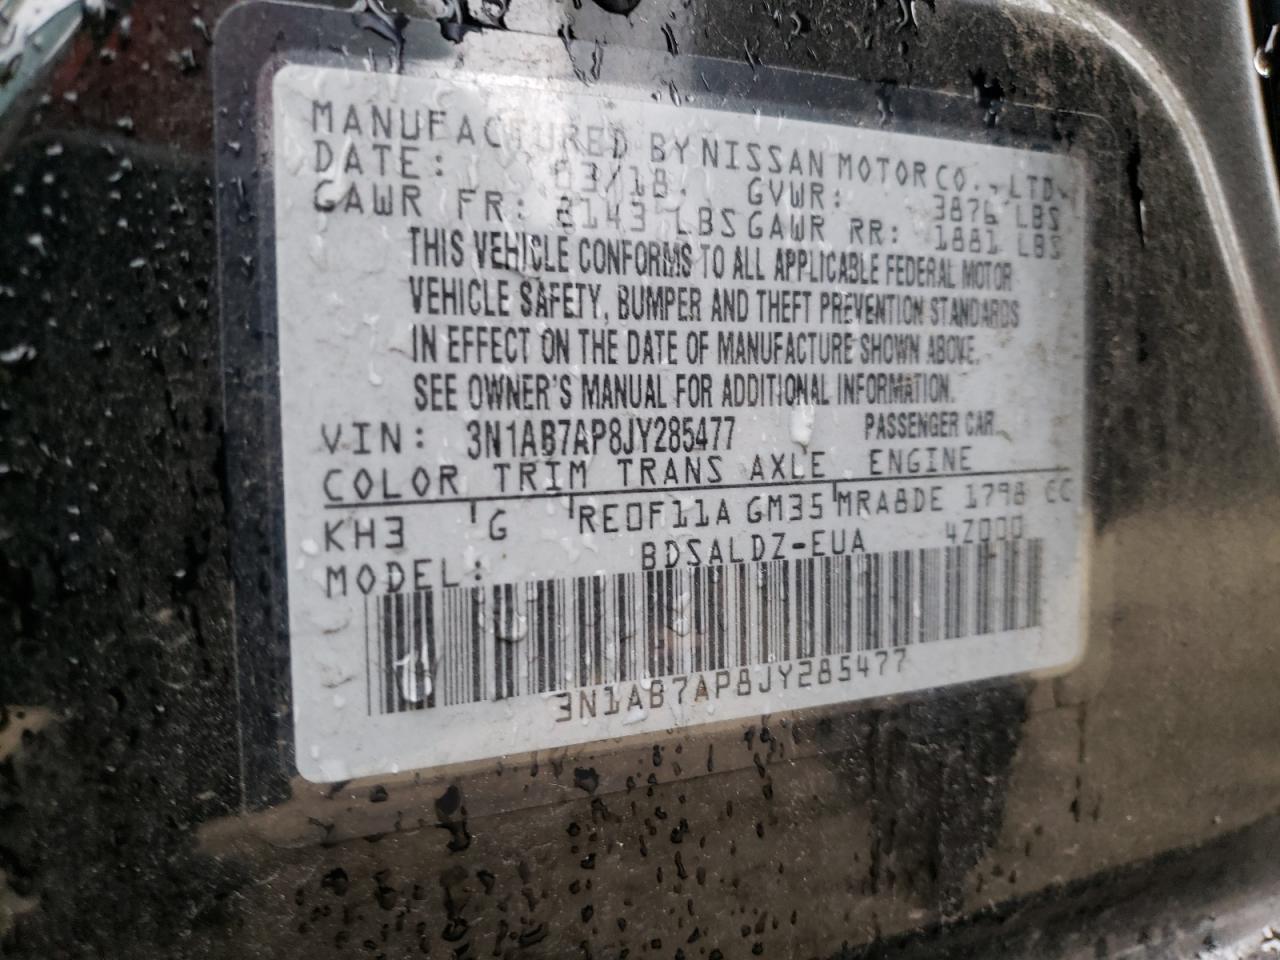 MANUFACTURED BY NISSAN MOTOR CO., LTD.
DATE: 03/18. GVWR: 3876 LBS
GAWR FR: 2143 LBS GAWR RR: 1881 LBS
THIS VEHICLE CONFORMS TO ALL APPLICABLE FEDERAL MOTOR
VEHICLE SAFETY, BUMPER AND THEFT PREVENTION STANDARDS
IN EFFECT ON THE DATE OF MANUFACTURE SHOWN ABOVE.
SEE OWNER'S MANUAL FOR ADDITIONAL INFORMATION.
VIN: 3N1AB7AP8JY285477 PASSENGER CAR
COLOR TRIM TRANS AXLE ENGINE
KH3 G RE0F11A GM35 MRA8DE 1798 CC
MODEL: BDSALDZ-EUA 4Z000
3N1AB7AP8JY285477